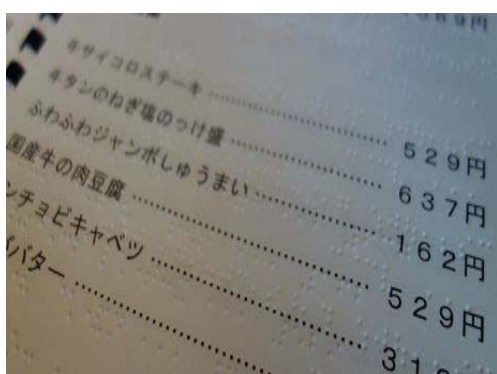 牛サイコロステーキ ………………… 529円
牛タンのねぎ塩のっけ盛 ………………… 637円
ふわふわジャンボしゅうまい ………………… 162円
国産牛の肉豆腐 ………………… 529円
ンチョビキャベツ ………………… 31
バター …………………